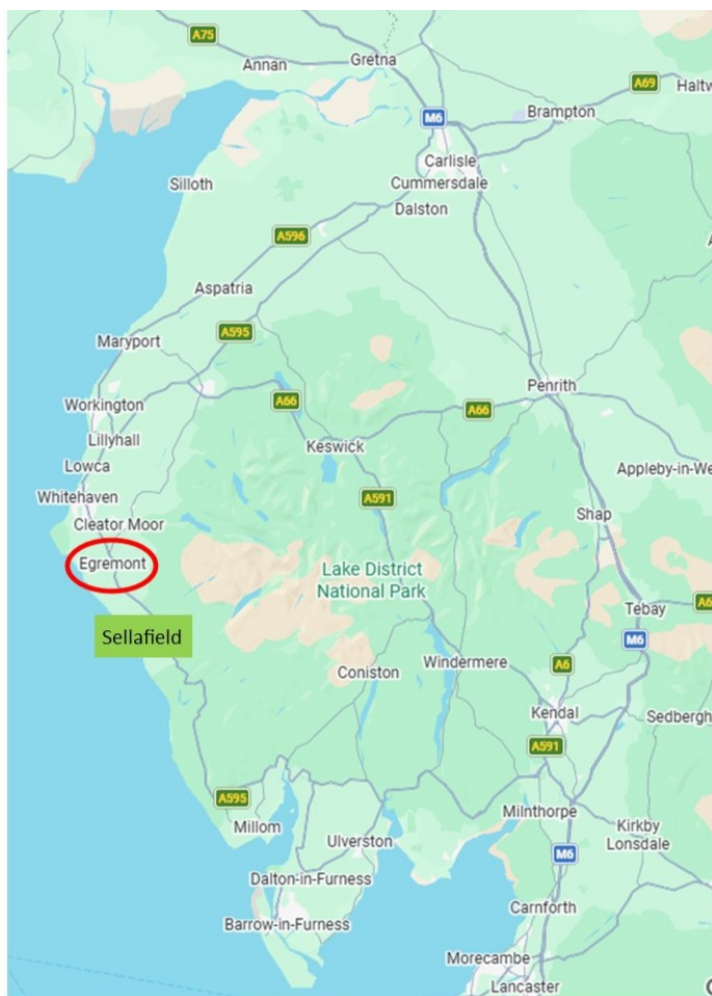 A75
Annan
Gretna
A69
Haltw
M6
Brampton
Carlisle
Silloth
Cummersdale
Dalston
A596
Aspatria
A595
Maryport
Penrith
Workington
A66
A66
Lillyhall
Keswick
Lowca
Appleby-in-We
Whitehaven
A591
Shap
Cleator Moor
Egremont
Lake District
National Park
Tebay
A6
Sellafield
M6
Windermere
A6
Coniston
Kendal
Sedbergh
A591
A595
Milnthorpe
Millom
Kirkby
Lonsdale
Ulverston
M6
Dalton-in-Furness
Carnforth
Barrow-in-Furness
Morecambe
Lancaster